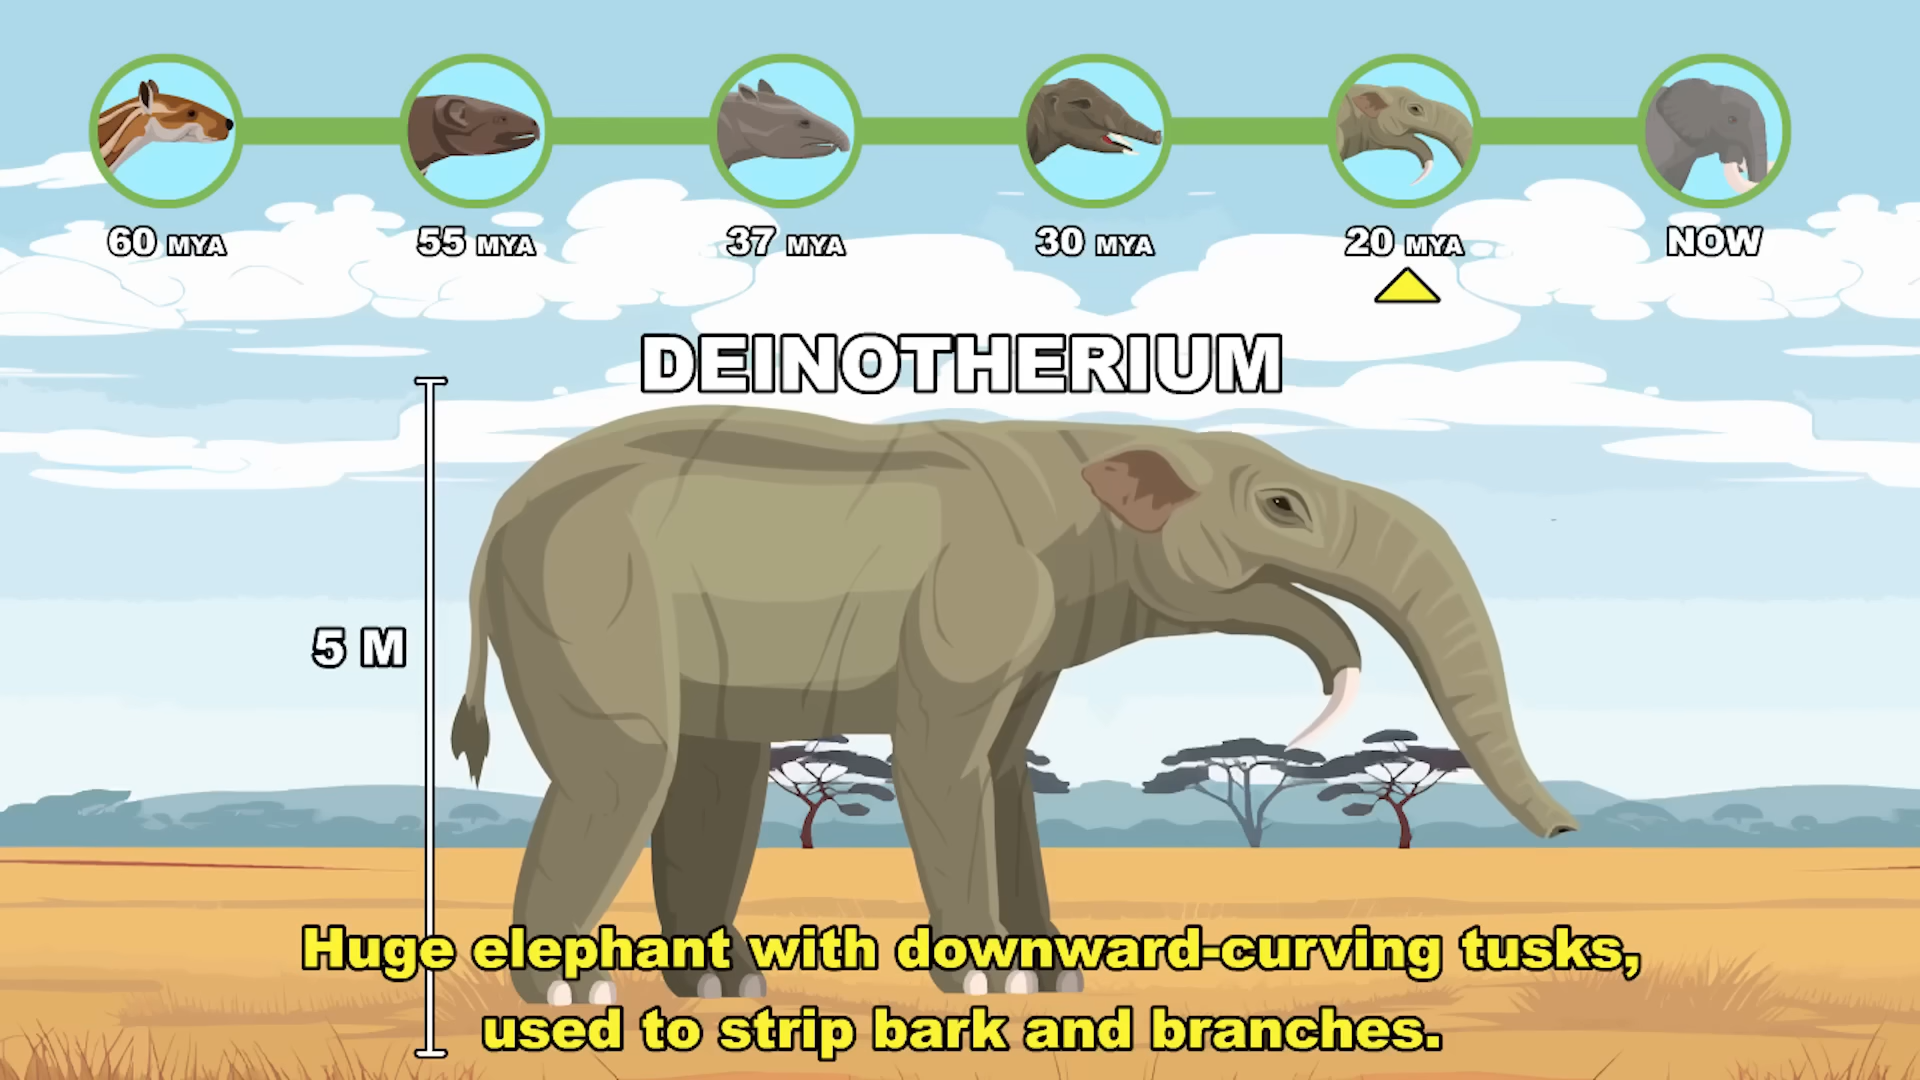 60 MYA
55 MYA
37 MYA
30 MYA
20 MYA
NOW
DEINOTHERIUM
5 M
Huge elephant with downward-curving tusks,
used to strip bark and branches.